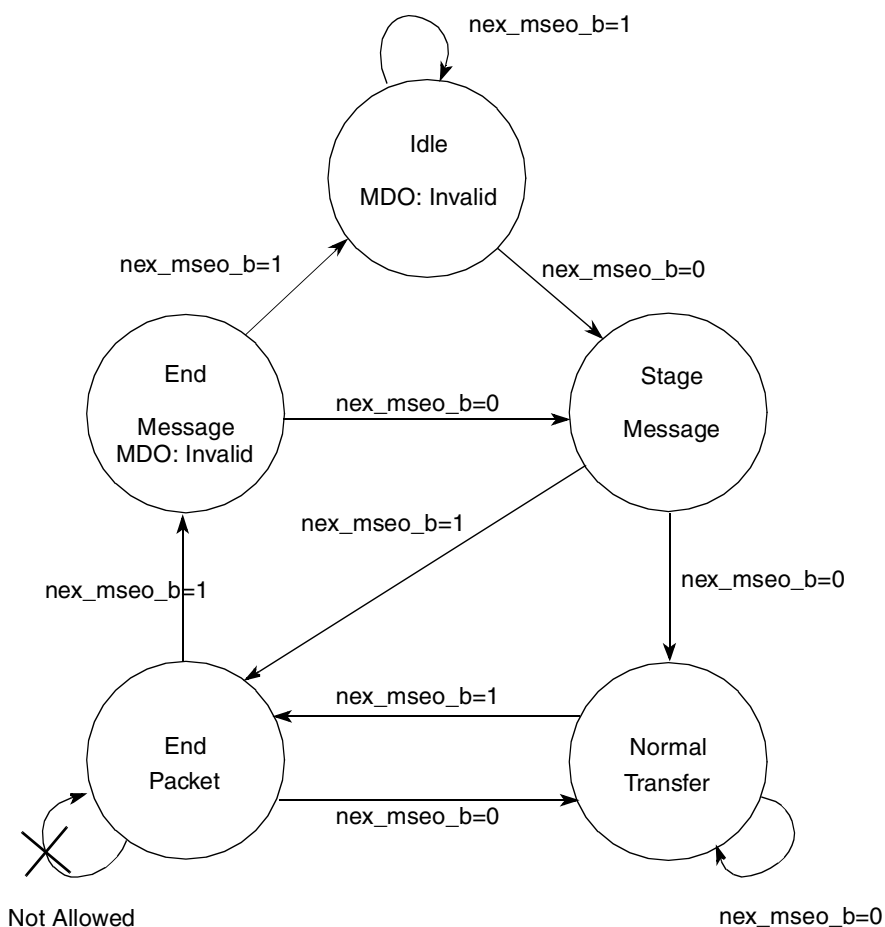 nex_mseo_b=1
Idle
MDO: Invalid
nex_mseo_b=1
nex_mseo_b=0
End
Message
MDO: Invalid
nex_mseo_b=0
Stage
Message
nex_mseo_b=1
nex_mseo_b=1
nex_mseo_b=0
End
Packet
nex_mseo_b=1
nex_mseo_b=0
Normal
Transfer
Not Allowed
nex_mseo_b=0